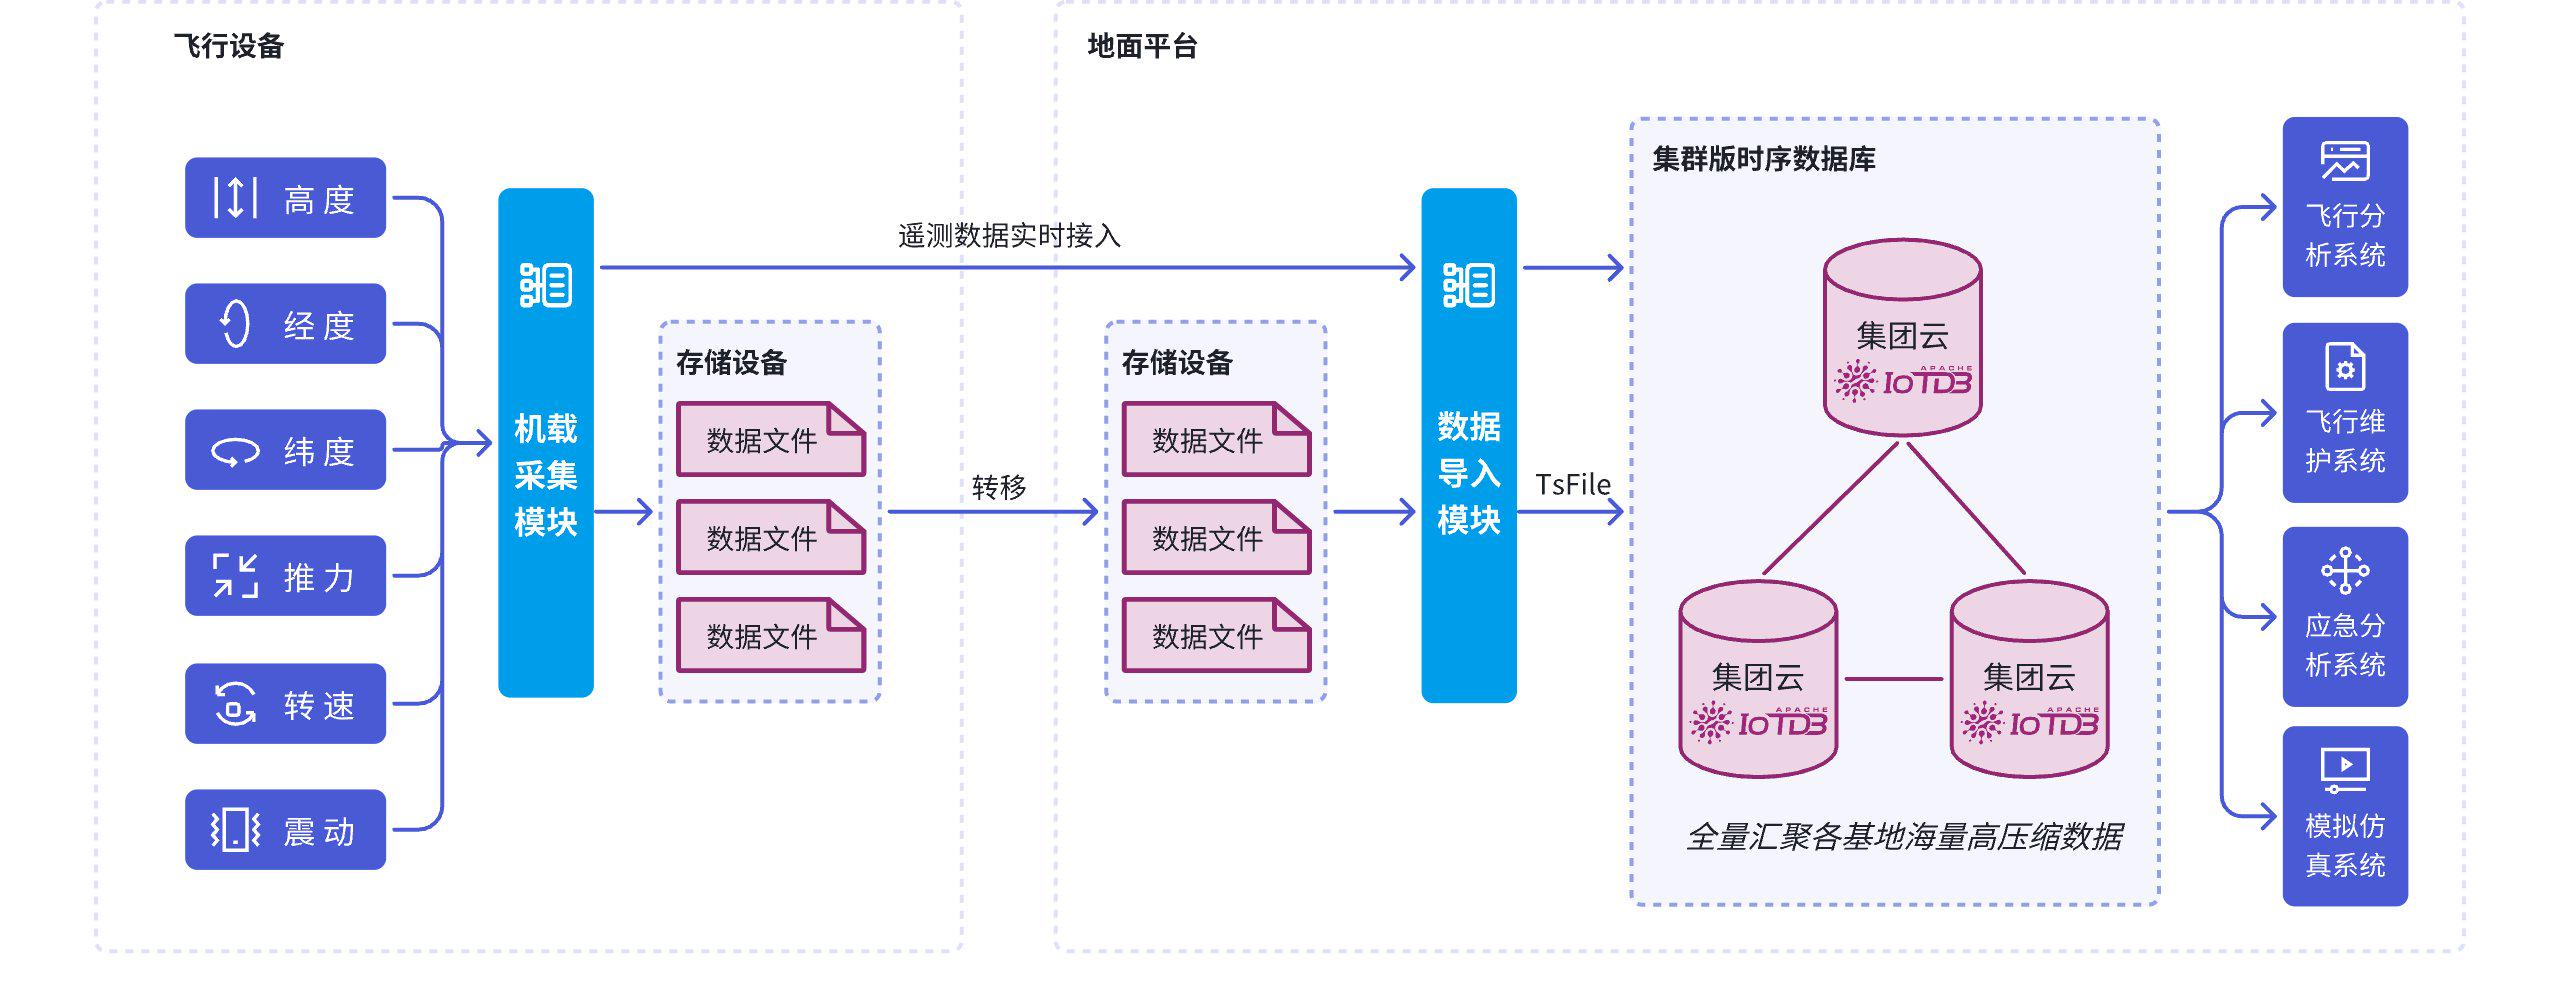 飞行设备
高度
经度
纬度
推力
转速
震动
机载
采集
模块
遥测数据实时接入
存储设备
数据文件
数据文件
数据文件
转移
地面平台
存储设备
数据文件
数据文件
数据文件
数据
导入
模块
TsFile
集群版时序数据库
集团云
APACHE
IoTDB
集团云
APACHE
IoTDB
集团云
APACHE
IoTDB
全量汇聚各基地海量高压缩数据
飞行分
析系统
飞行维
护系统
应急分
析系统
模拟仿
真系统